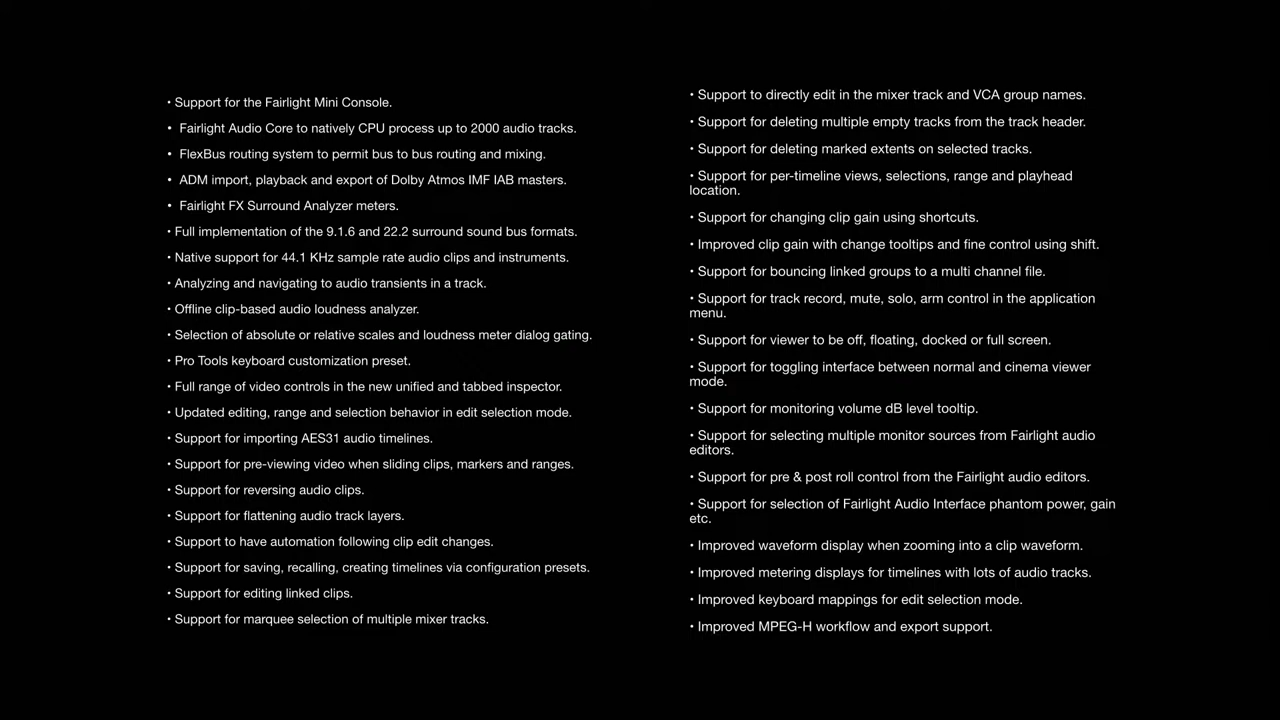 • Support for the Fairlight Mini Console.
• Fairlight Audio Core to natively CPU process up to 2000 audio tracks.
• FlexBus routing system to permit bus to bus routing and mixing.
• ADM import, playback and export of Dolby Atmos IMF IAB masters.
• Fairlight FX Surround Analyzer meters.
• Full implementation of the 9.1.6 and 22.2 surround sound bus formats.
• Native support for 44.1 KHz sample rate audio clips and instruments.
• Analyzing and navigating to audio transients in a track.
• Offline clip-based audio loudness analyzer.
• Selection of absolute or relative scales and loudness meter dialog gating.
• Pro Tools keyboard customization preset.
• Full range of video controls in the new unified and tabbed inspector.
• Updated editing, range and selection behavior in edit selection mode.
• Support for importing AES31 audio timelines.
• Support for pre-viewing video when sliding clips, markers and ranges.
• Support for reversing audio clips.
• Support for flattening audio track layers.
• Support to have automation following clip edit changes.
• Support for saving, recalling, creating timelines via configuration presets.
• Support for editing linked clips.
• Support for marquee selection of multiple mixer tracks.
• Support to directly edit in the mixer track and VCA group names.
• Support for deleting multiple empty tracks from the track header.
• Support for deleting marked extents on selected tracks.
• Support for per-timeline views, selections, range and playhead
location.
• Support for changing clip gain using shortcuts.
• Improved clip gain with change tooltips and fine control using shift.
• Support for bouncing linked groups to a multi channel file.
• Support for track record, mute, solo, arm control in the application
menu.
• Support for viewer to be off, floating, docked or full screen.
• Support for toggling interface between normal and cinema viewer
mode.
• Support for monitoring volume dB level tooltip.
• Support for selecting multiple monitor sources from Fairlight audio
editors.
• Support for pre & post roll control from the Fairlight audio editors.
• Support for selection of Fairlight Audio Interface phantom power, gain
etc.
• Improved waveform display when zooming into a clip waveform.
• Improved metering displays for timelines with lots of audio tracks.
• Improved keyboard mappings for edit selection mode.
• Improved MPEG-H workflow and export support.